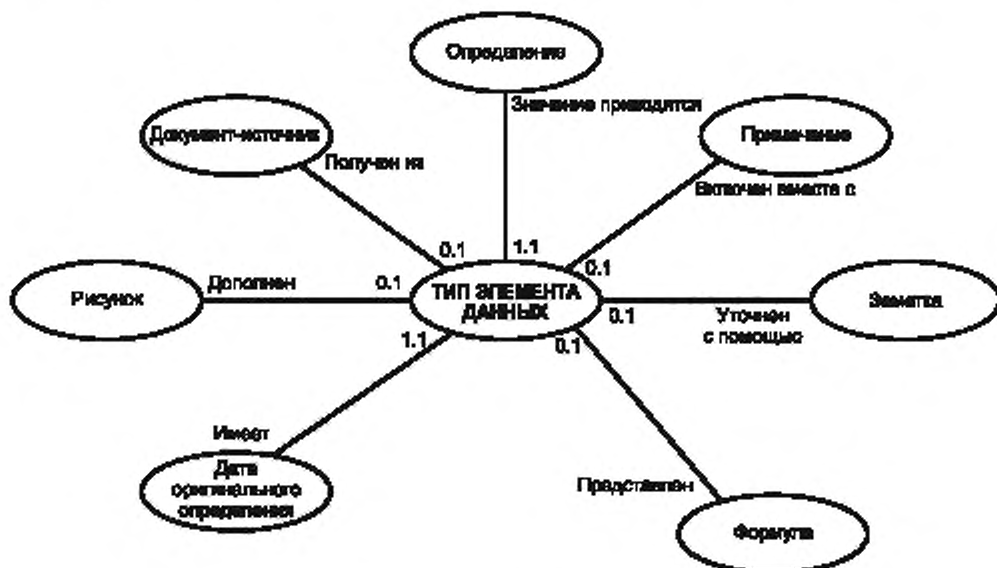 Определение
Значение приводятся
Документ-источник
Получен из
Примечание
Включен вместе с
0.1
1.1
0.1
Рисунок
Дополнен
0.1
ТИП ЭЛЕМЕНТА
ДАННЫХ
0.1
Уточнен
с помощью
Заметка
1.1
0.1
Имеет
Дата
оригинального
определения
Представлен
Формула